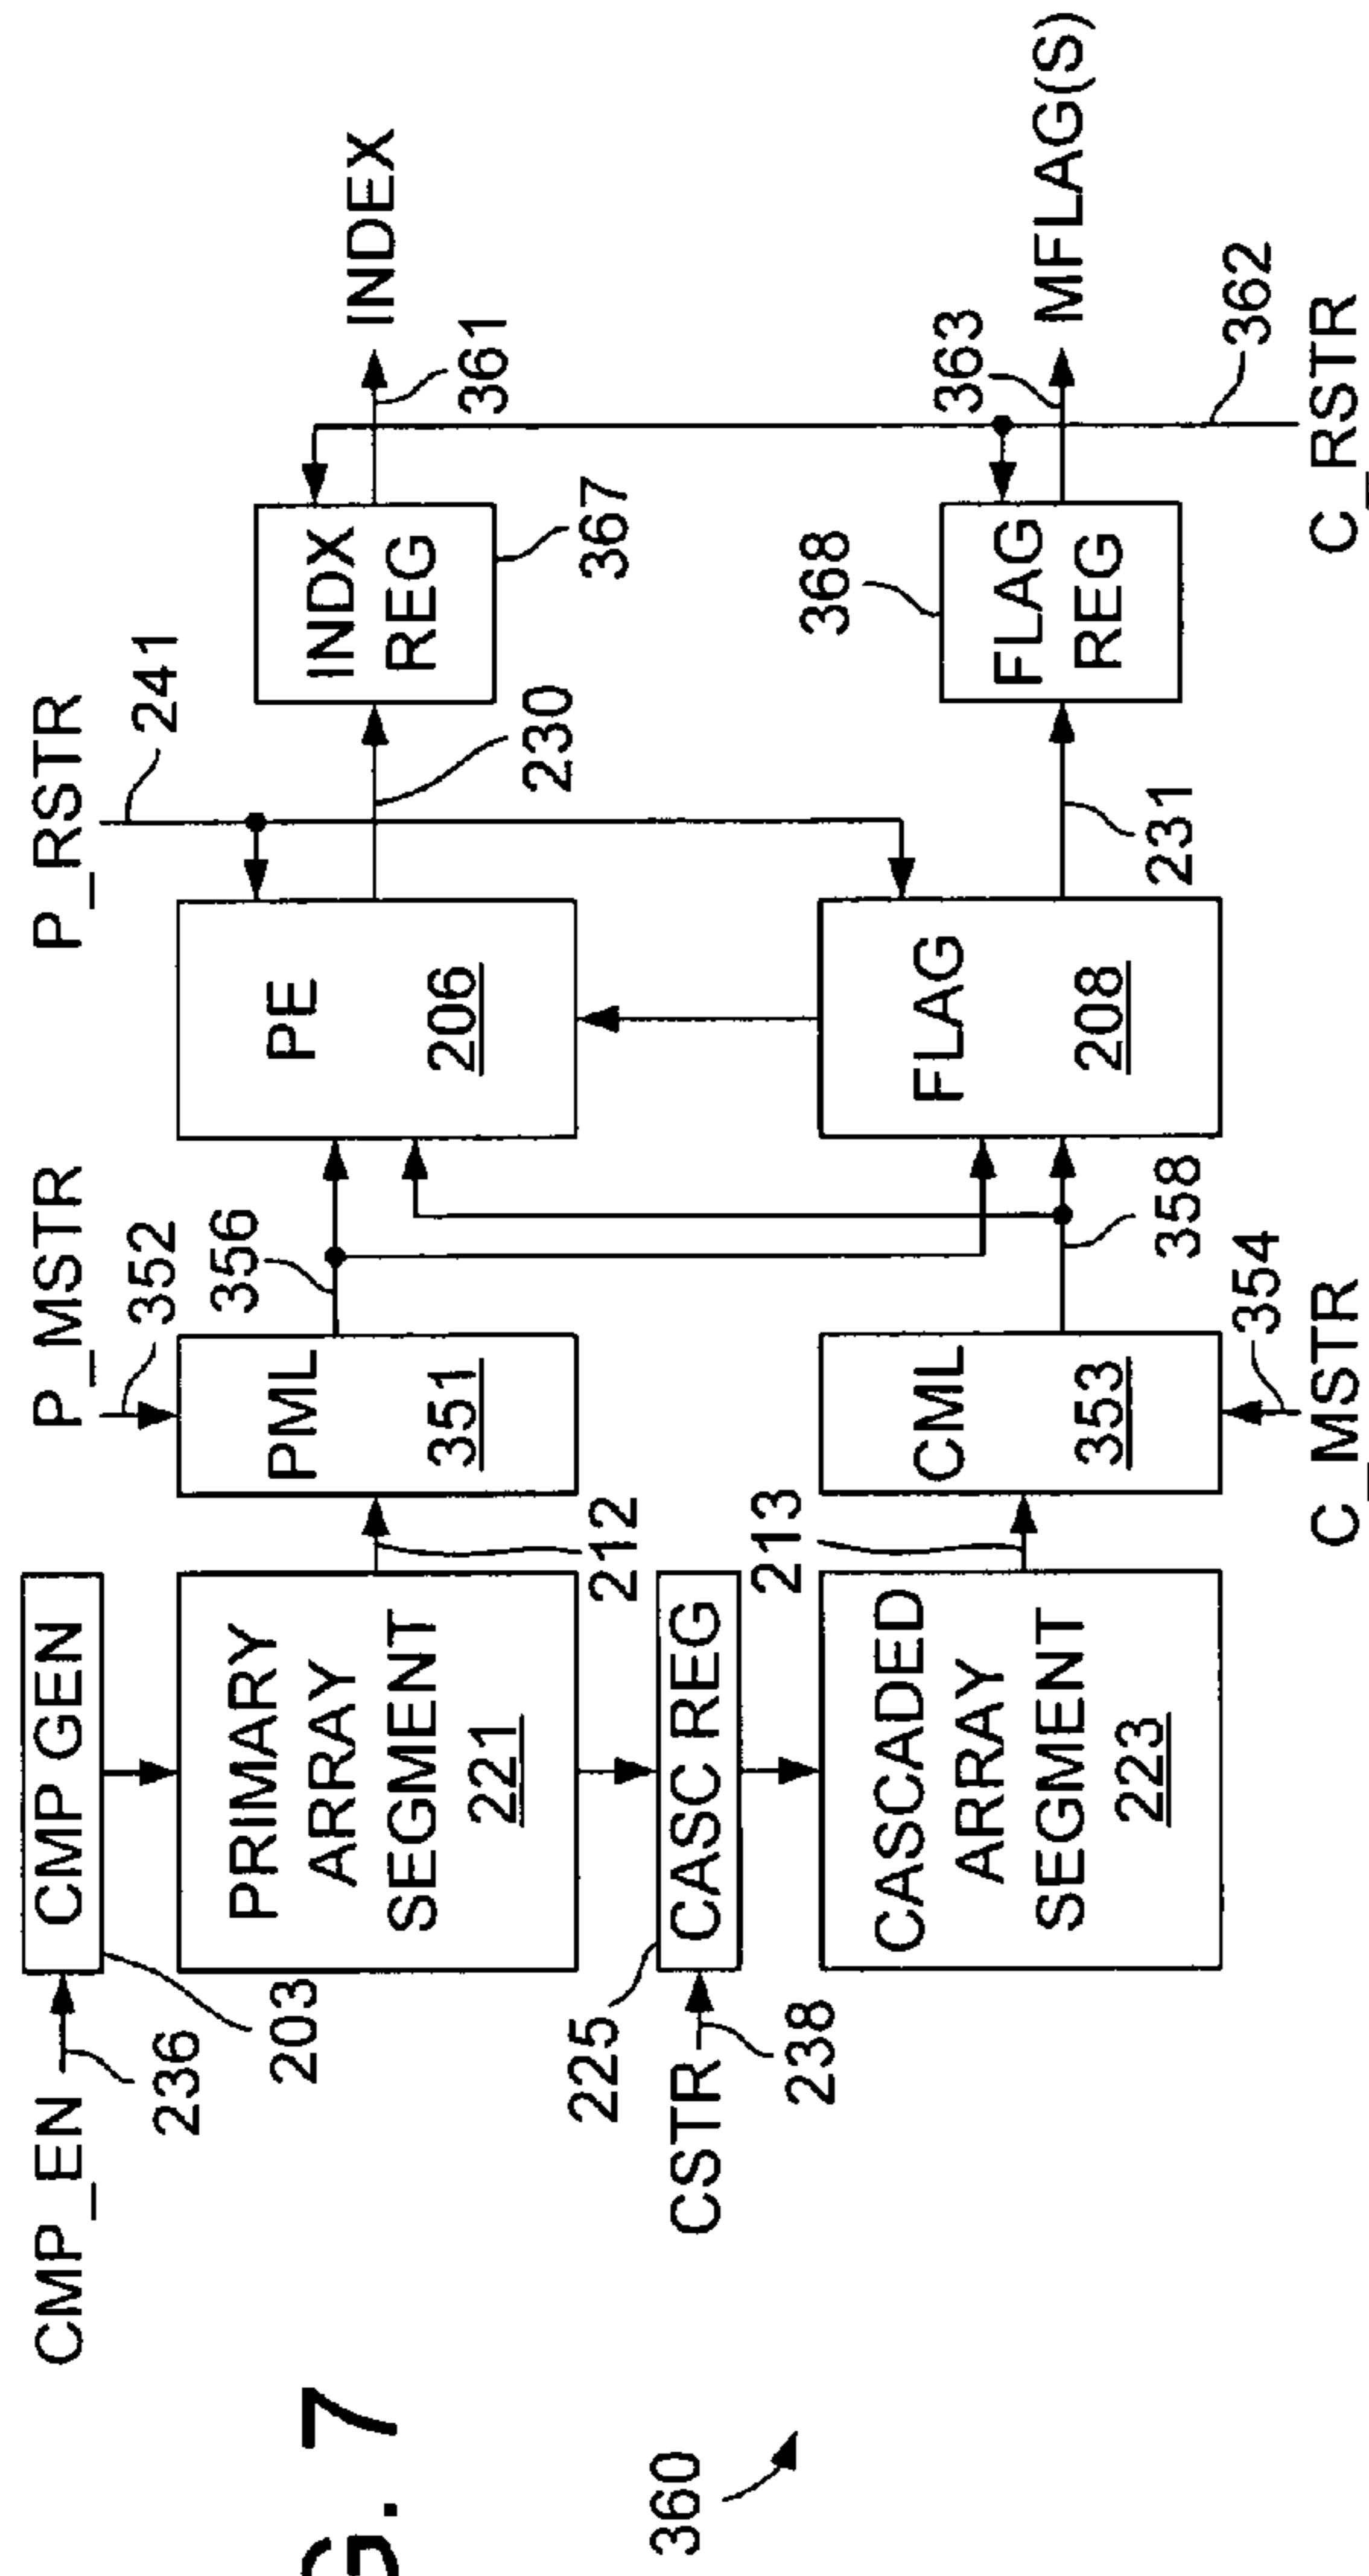 G. 7
360
CMP_EN
236
203
CMP GEN
PRIMARY
ARRAY
SEGMENT
221
212
225
CASC REG
CSTR
238
CASCADED
ARRAY
SEGMENT
223
213
P_MSTR
352
PML
351
356
CML
353
358
354
C_MSTR
P_RSTR
241
PE
206
230
FLAG
208
231
INDX
REG
367
361
INDEX
368
FLAG
REG
363
MFLAG(S)
362
C_RSTR